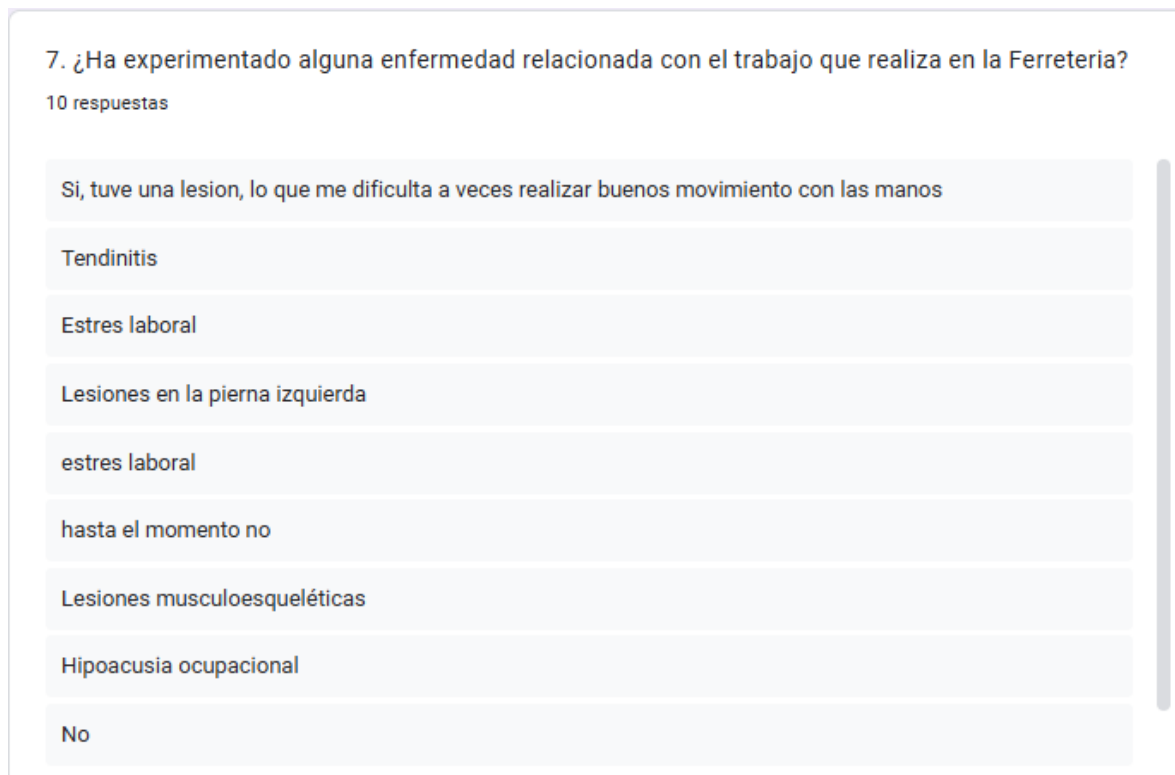 7. ¿Ha experimentado alguna enfermedad relacionada con el trabajo que realiza en la Ferreteria?
10 respuestas
Si, tuve una lesion, lo que me dificulta a veces realizar buenos movimiento con las manos
Tendinitis
Estres laboral
Lesiones en la pierna izquierda
estres laboral
hasta el momento no
Lesiones musculoesqueléticas
Hipoacusia ocupacional
No